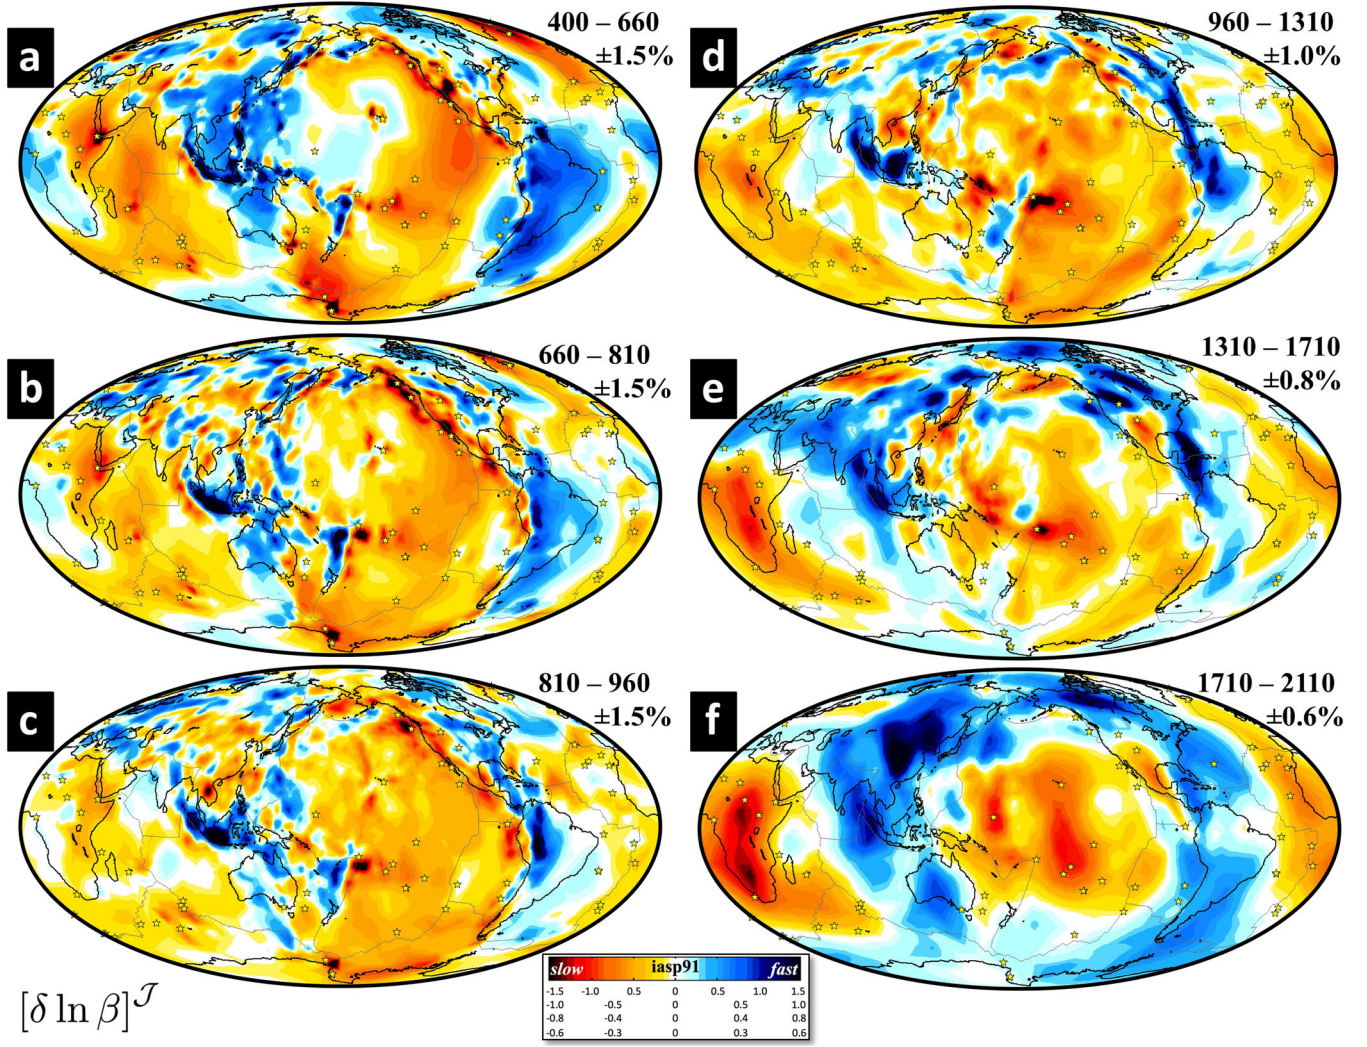 a
400 – 660
±1.5%
d
960 – 1310
±1.0%
b
660 – 810
±1.5%
e
1310 – 1710
±0.8%
c
810 – 960
±1.5%
f
1710 – 2110
±0.6%
slow iasp91 fast
-1.5 -1.0 -0.5 0 0.5 1.0 1.5
-1.0 -0.5 0 0.5 1.0
-0.8 -0.4 0 0.4 0.8
-0.6 -0.3 0 0.3 0.6
[δ ln β]^𝒥